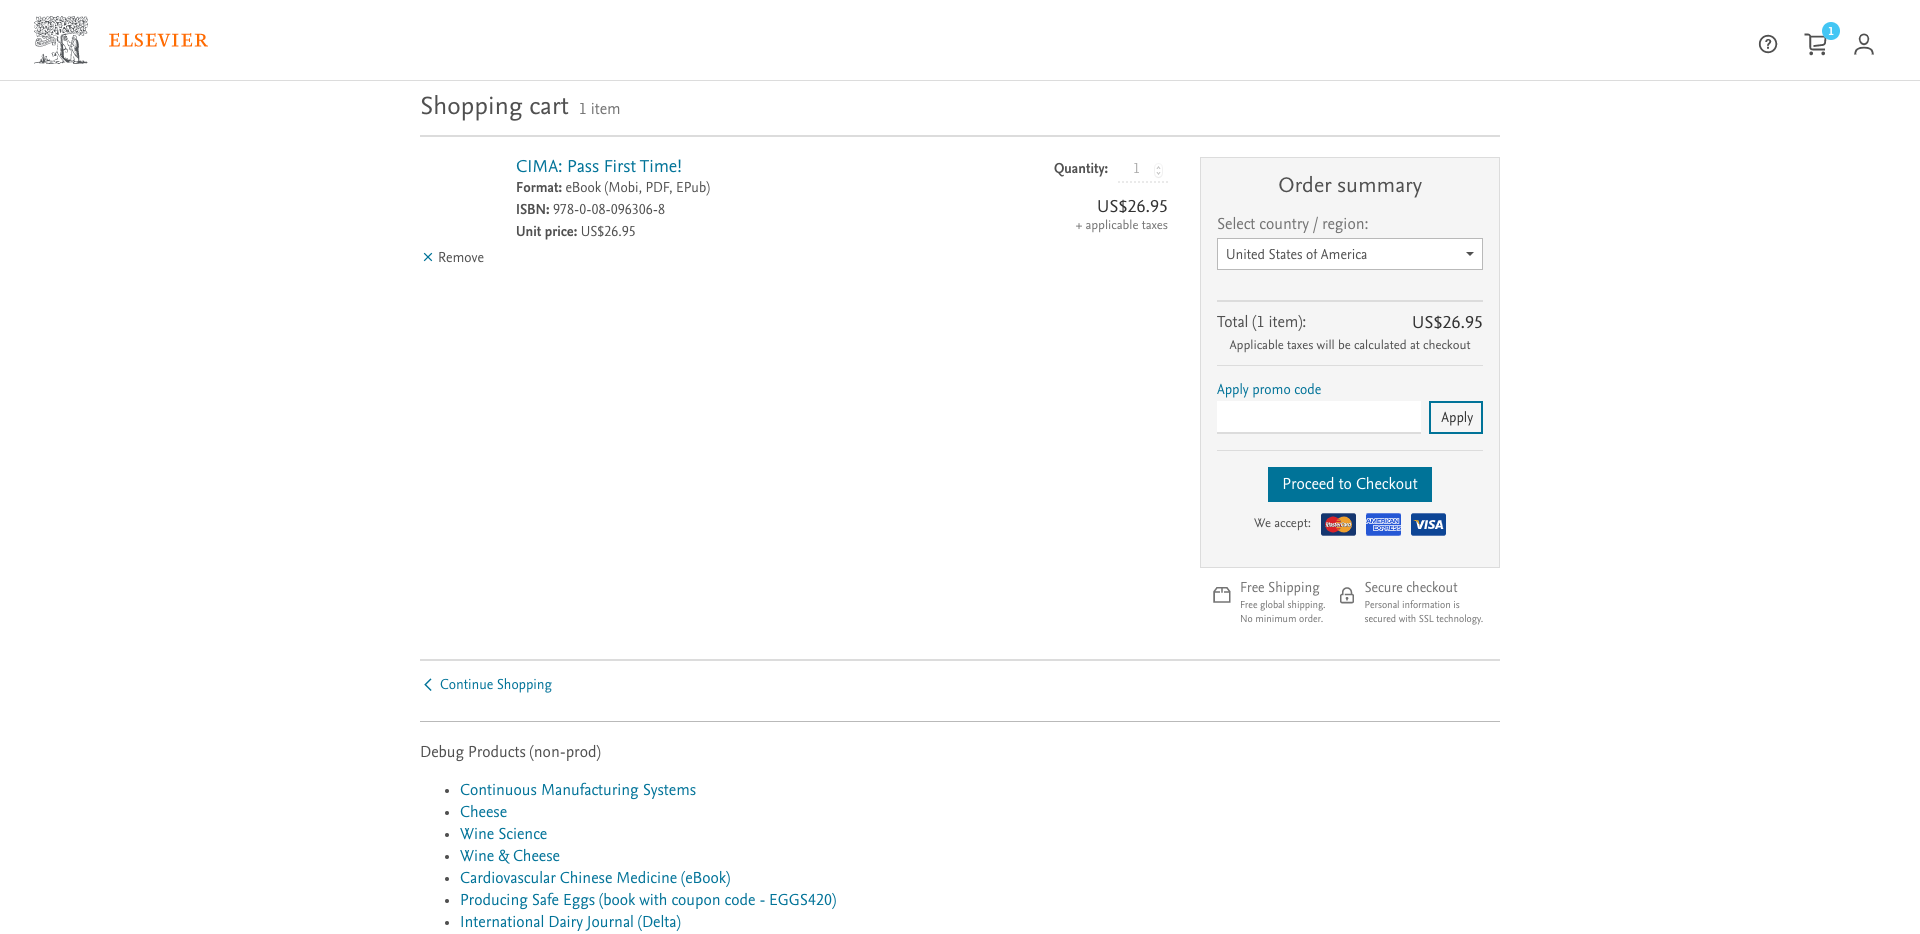 ELSEVIER
1
Shopping cart 1 item
CIMA: Pass First Time!
Format: eBook (Mobi, PDF, EPub)
ISBN: 978-0-08-096306-8
Unit price: US$26.95
Quantity: 1
US$26.95
+ applicable taxes
Remove
Order summary
Select country / region:
United States of America
Total (1 item): US$26.95
Applicable taxes will be calculated at checkout
Apply promo code
Apply
Proceed to Checkout
We accept: MasterCard AMERICAN EXPRESS VISA
Free Shipping
Free global shipping.
No minimum order.
Secure checkout
Personal information is
secured with SSL technology.
Continue Shopping
Debug Products (non-prod)
Continuous Manufacturing Systems
Cheese
Wine Science
Wine & Cheese
Cardiovascular Chinese Medicine (eBook)
Producing Safe Eggs (book with coupon code - EGGS420)
International Dairy Journal (Delta)